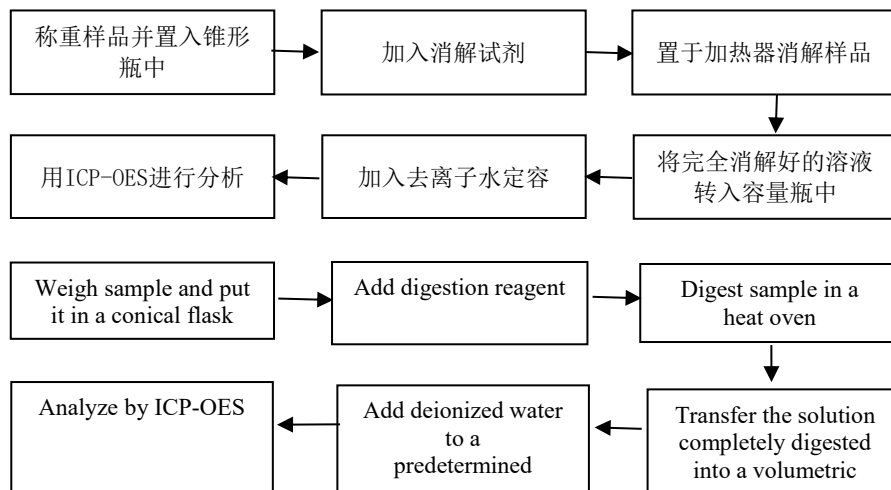 称重样品并置入锥形
瓶中
加入消解试剂
置于加热器消解样品
将完全消解好的溶液
转入容量瓶中
加入去离子水定容
用ICP-OES进行分析
Weigh sample and put
it in a conical flask
Add digestion reagent
Digest sample in a
heat oven
Transfer the solution
completely digested
into a volumetric
Add deionized water
to a
predetermined
Analyze by ICP-OES